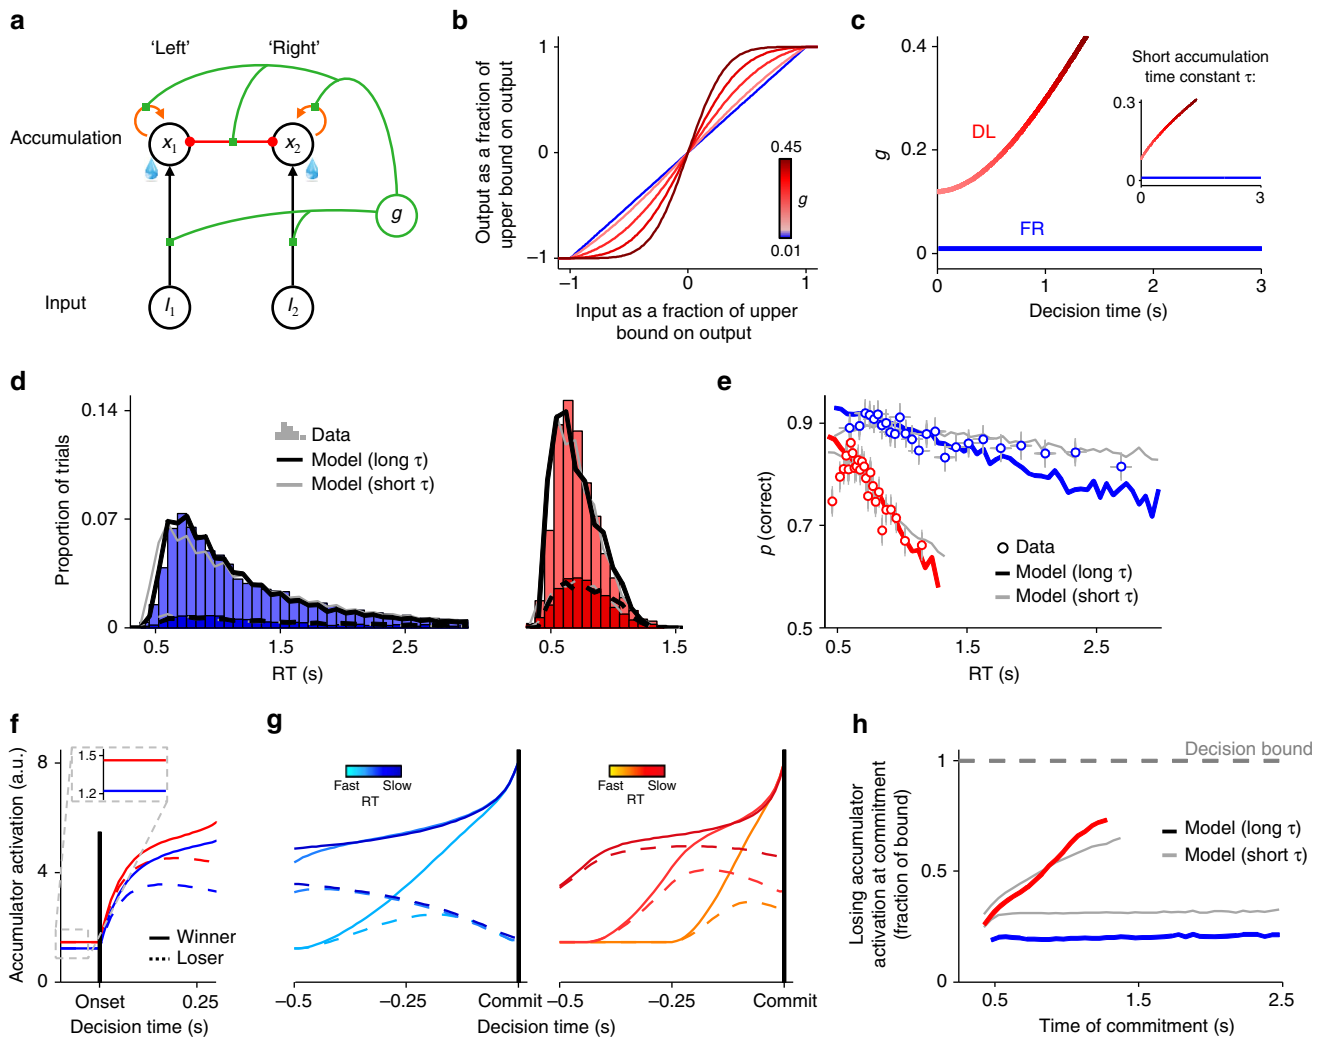 a
‘Left’
‘Right’
Accumulation
x1
x2
g
Input
I1
I2
b
Output as a fraction of
upper bound on output
1
0
−1
0.45
g
0.01
−1
0
1
Input as a fraction of upper
bound on output
c
0.4
g
0.2
0
DL
FR
Short accumulation
time constant τ:
0.3
0
0
3
0
1
2
3
Decision time (s)
d
Proportion of trials
0.14
0.07
0
Data
Model (long τ)
Model (short τ)
0.5
1.5
2.5
RT (s)
0.5
1.5
e
p (correct)
0.9
0.7
0.5
Data
Model (long τ)
Model (short τ)
0.5
1.5
2.5
RT (s)
f
Accumulator activation (a.u.)
8
4
0
1.5
1.2
Winner
Loser
Onset
0.25
Decision time (s)
g
Fast
Slow
RT
−0.5
−0.25
Commit
Fast
Slow
RT
−0.5
−0.25
Commit
Decision time (s)
h
Losing accumulator
activation at commitment
(fraction of bound)
1
0.5
0
Decision bound
Model (long τ)
Model (short τ)
0.5
1.5
2.5
Time of commitment (s)